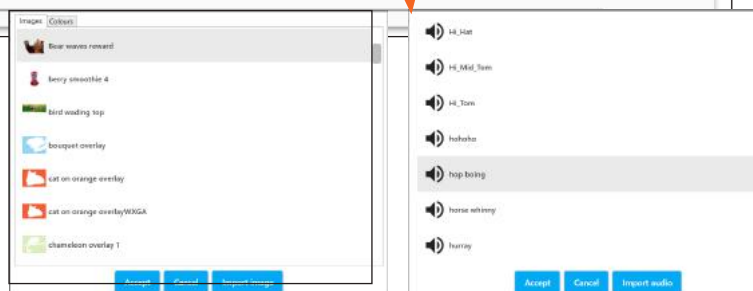 Images Colours
Bear waves reward
berry smoothie 4
bird wading top
bouquet overlay
cat on orange overlay
cat on orange overlayWXGA
chameleon overlay 1
Accept Cancel Import image
Hi_Hat
Hi_Mid_Tom
Hi_Tom
hohoho
hop boing
horse whinny
hurray
Accept Cancel Import audio